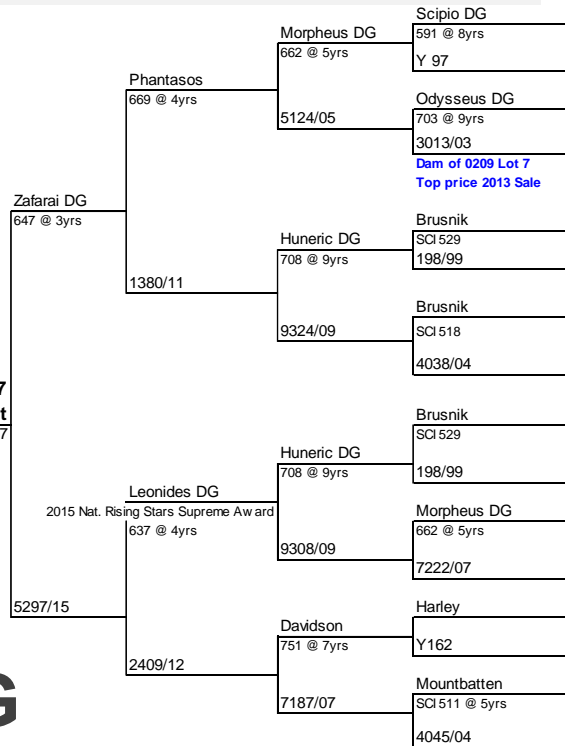 Scipio DG
Morpheus DG
591 @ 8yrs
662 @ 5yrs
Y 97
Phantasos
669 @ 4yrs
Odysseus DG
5124/05
703 @ 9yrs
3013/03
Dam of 0209 Lot 7
Top price 2013 Sale
Zafarai DG
647 @ 3yrs
Brusnik
Huneric DG
SCI 529
708 @ 9yrs
198/99
1380/11
Brusnik
9324/09
SCI 518
4038/04
7
t
7
Brusnik
SCI 529
Huneric DG
708 @ 9yrs
198/99
Leonides DG
2015 Nat. Rising Stars Supreme Award
637 @ 4yrs
Morpheus DG
662 @ 5yrs
9308/09
7222/07
5297/15
Harley
Davidson
751 @ 7yrs
Y162
2409/12
Mountbatten
7187/07
SCI 511 @ 5yrs
4045/04
G